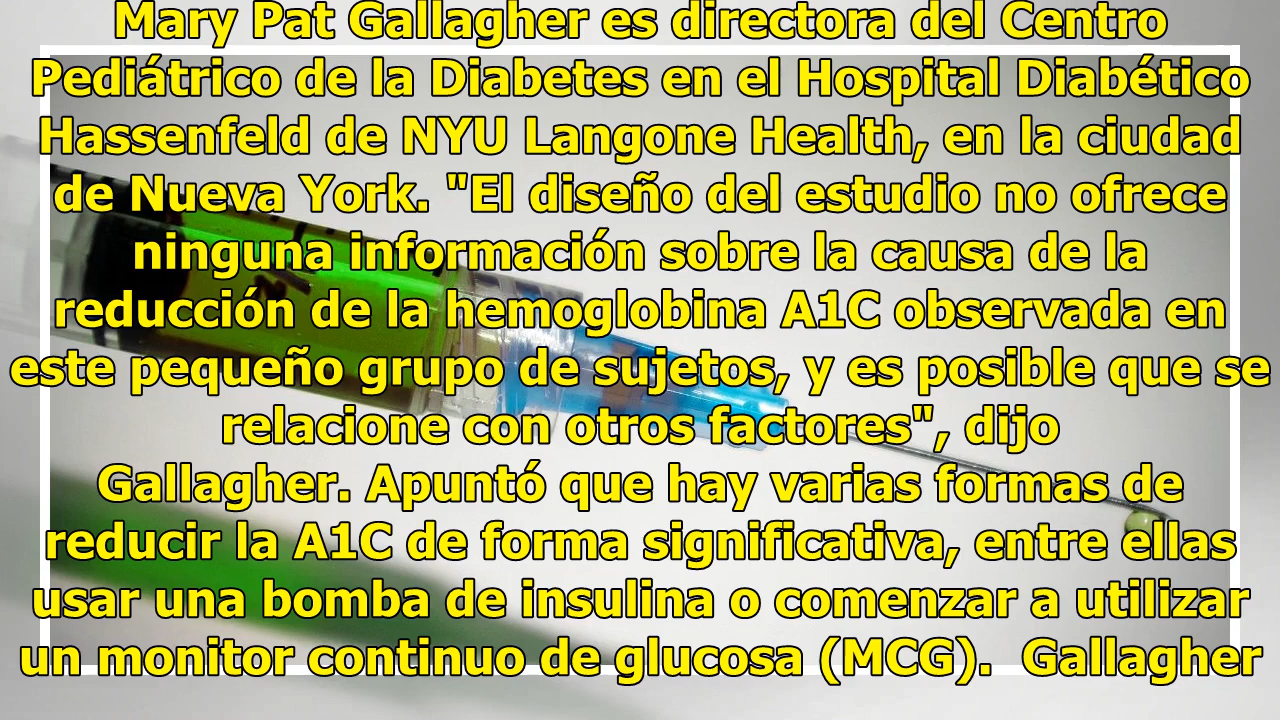 Mary Pat Gallagher es directora del Centro
Pediátrico de la Diabetes en el Hospital Diabético
Hassenfeld de NYU Langone Health, en la ciudad
de Nueva York. "El diseño del estudio no ofrece
ninguna información sobre la causa de la
reducción de la hemoglobina A1C observada en
este pequeño grupo de sujetos, y es posible que se
relacione con otros factores", dijo
Gallagher. Apuntó que hay varias formas de
reducir la A1C de forma significativa, entre ellas
usar una bomba de insulina o comenzar a utilizar
un monitor continuo de glucosa (MCG).  Gallagher